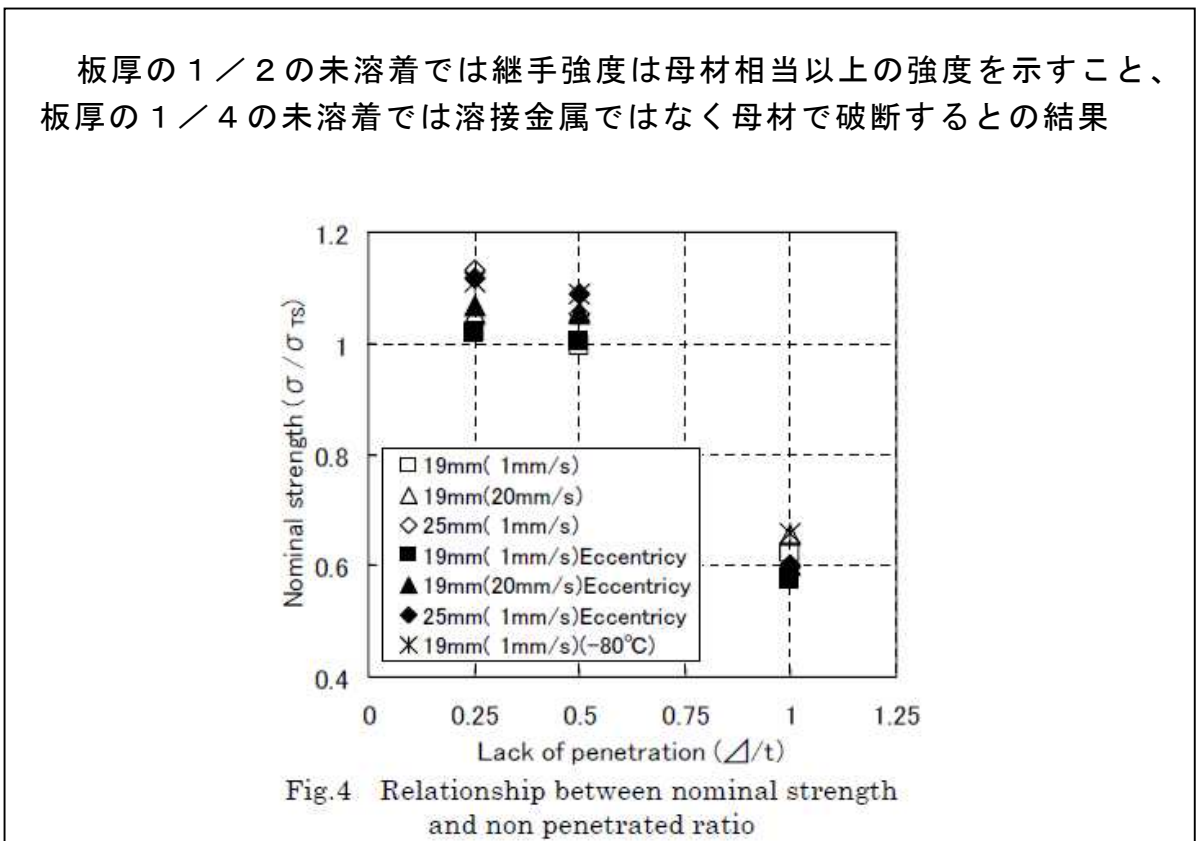 板厚の１／２の未溶着では継手強度は母材相当以上の強度を示すこと、
板厚の１／４の未溶着では溶接金属ではなく母材で破断するとの結果
1.2
1
0.8
0.6
0.4
Nominal strength（σ／σTS）
□ 19mm( 1mm/s)
△ 19mm(20mm/s)
◇ 25mm( 1mm/s)
■ 19mm( 1mm/s)Eccentricy
▲ 19mm(20mm/s)Eccentricy
◆ 25mm( 1mm/s)Eccentricy
＊ 19mm( 1mm/s)(-80℃)
0 0.25 0.5 0.75 1 1.25
Lack of penetration（⊿/t）
Fig.4 Relationship between nominal strength
and non penetrated ratio